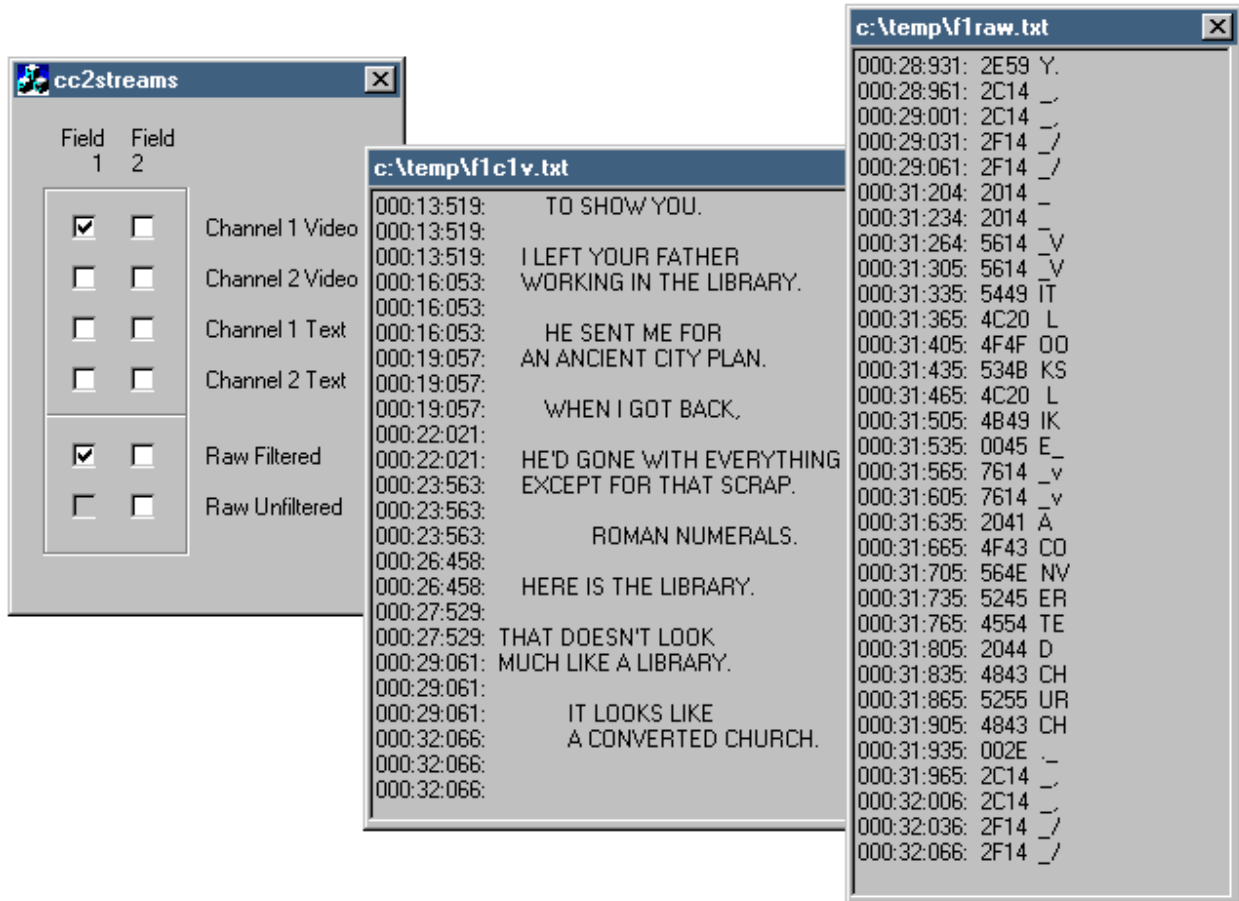 cc2streams
Field Field
1 2
Channel 1 Video
Channel 2 Video
Channel 1 Text
Channel 2 Text
Raw Filtered
Raw Unfiltered
c:\temp\f1c1v.txt
000:13:519: TO SHOW YOU.
000:13:519:
000:13:519: I LEFT YOUR FATHER
000:16:053: WORKING IN THE LIBRARY.
000:16:053:
000:16:053: HE SENT ME FOR
000:19:057: AN ANCIENT CITY PLAN.
000:19:057:
000:19:057: WHEN I GOT BACK,
000:22:021:
000:22:021: HE'D GONE WITH EVERYTHING
000:23:563: EXCEPT FOR THAT SCRAP.
000:23:563:
000:23:563: ROMAN NUMERALS.
000:26:458:
000:26:458: HERE IS THE LIBRARY.
000:27:529:
000:27:529: THAT DOESN'T LOOK
000:29:061: MUCH LIKE A LIBRARY.
000:29:061:
000:29:061: IT LOOKS LIKE
000:32:066: A CONVERTED CHURCH.
000:32:066:
000:32:066:
c:\temp\f1raw.txt
000:28:931: 2E59 Y.
000:28:961: 2C14 _,
000:29:001: 2C14 _,
000:29:031: 2F14 _/
000:29:061: 2F14 _/
000:31:204: 2014 _
000:31:234: 2014 _
000:31:264: 5614 _V
000:31:305: 5614 _V
000:31:335: 5449 IT
000:31:365: 4C20 L
000:31:405: 4F4F OO
000:31:435: 534B KS
000:31:465: 4C20 L
000:31:505: 4B49 IK
000:31:535: 0045 E_
000:31:565: 7614 _v
000:31:605: 7614 _v
000:31:635: 2041 A
000:31:665: 4F43 CO
000:31:705: 564E NV
000:31:735: 5245 ER
000:31:765: 4554 TE
000:31:805: 2044 D
000:31:835: 4843 CH
000:31:865: 5255 UR
000:31:905: 4843 CH
000:31:935: 002E ._
000:31:965: 2C14 _,
000:32:006: 2C14 _,
000:32:036: 2F14 _/
000:32:066: 2F14 _/